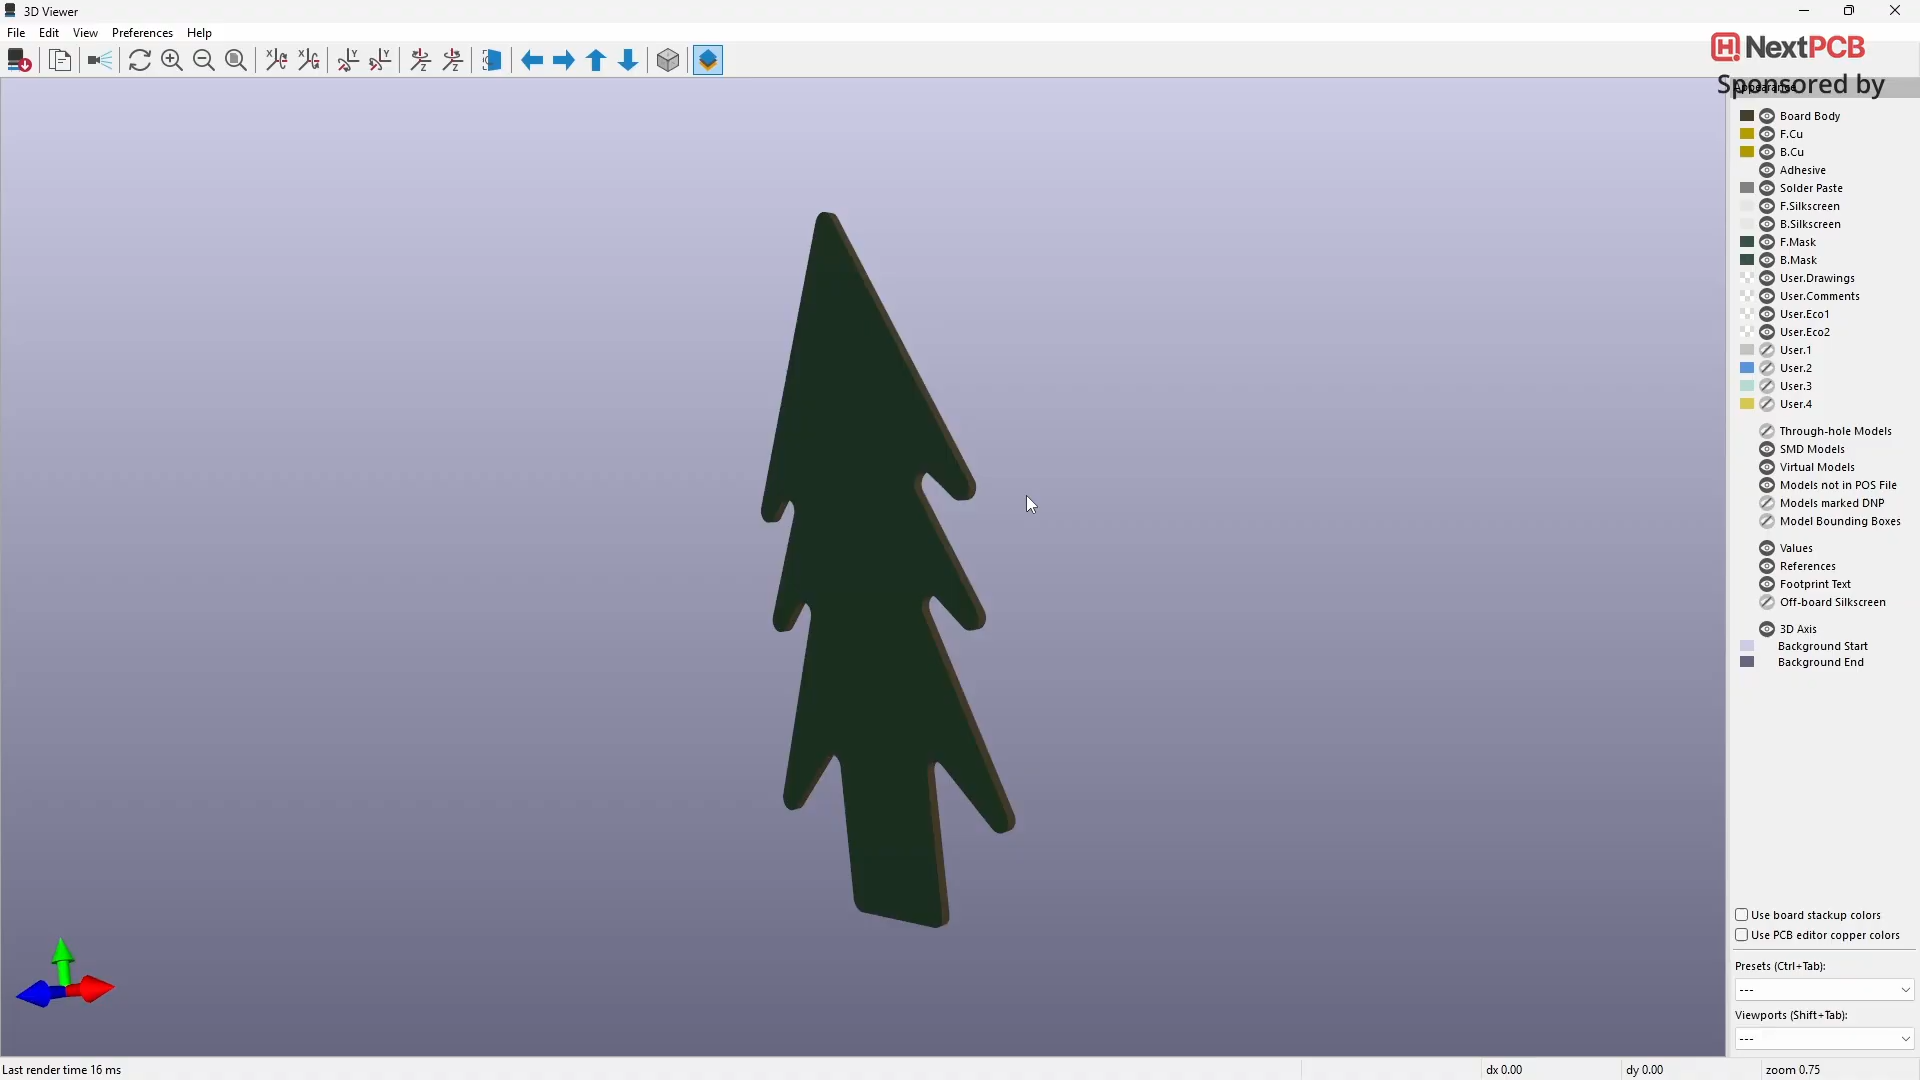 3D Viewer
File Edit View Preferences Help
NextPCB
Sponsored by
Appearance
Board Body
F.Cu
B.Cu
Adhesive
Solder Paste
F.Silkscreen
B.Silkscreen
F.Mask
B.Mask
User.Drawings
User.Comments
User.Eco1
User.Eco2
User.1
User.2
User.3
User.4
Through-hole Models
SMD Models
Virtual Models
Models not in POS File
Models marked DNP
Model Bounding Boxes
Values
References
Footprint Text
Off-board Silkscreen
3D Axis
Background Start
Background End
Use board stackup colors
Use PCB editor copper colors
Presets (Ctrl+Tab):
---
Viewports (Shift+Tab):
---
Last render time 16 ms dx 0.00 dy 0.00 zoom 0.75